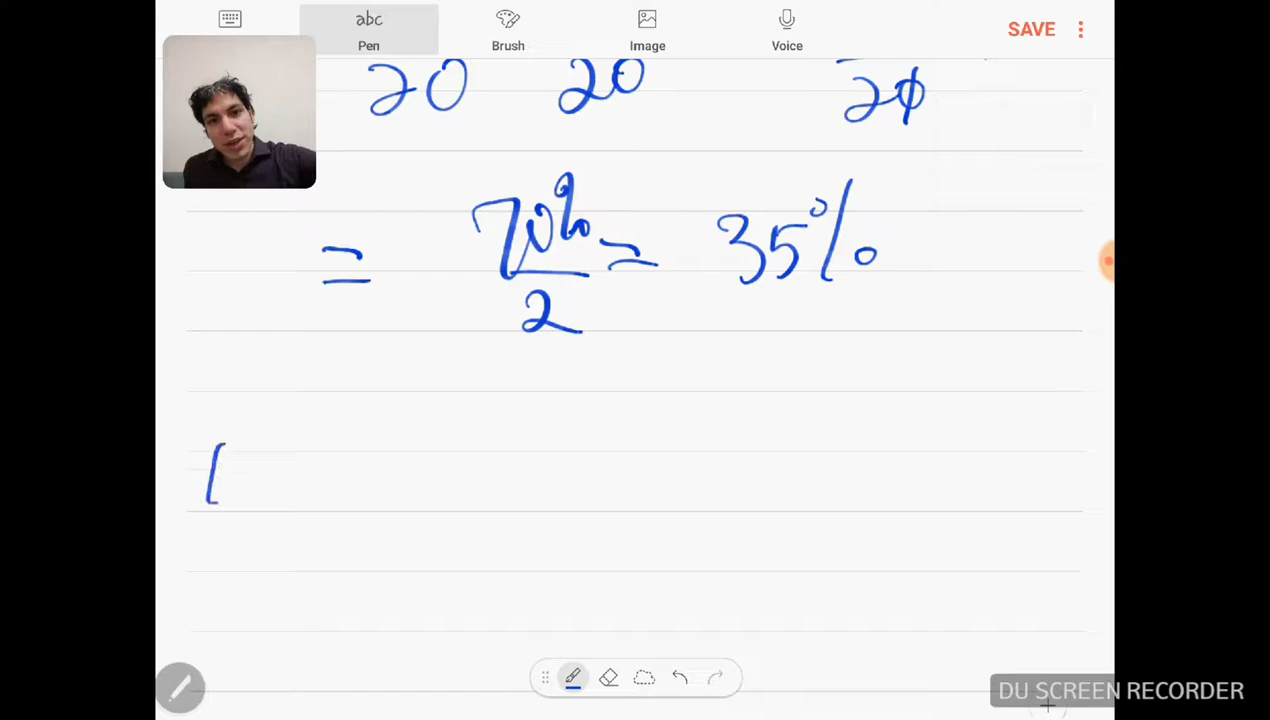 abc
SAVE
Pen
Brush
Image
Voice
20 20 20
= 70%/2 = 35%
[
DU SCREEN RECORDER